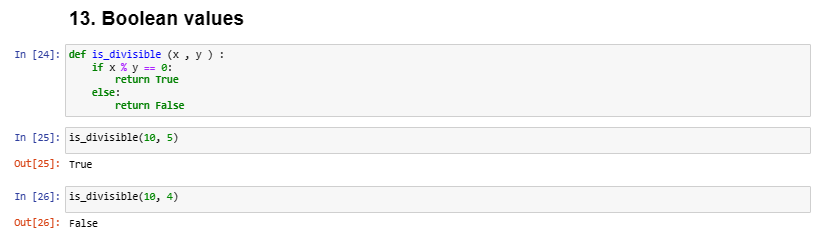 13. Boolean values
In [24]: def is_divisible (x , y ) :
    if x % y == 0:
        return True
    else:
        return False
In [25]: is_divisible(10, 5)
Out[25]: True
In [26]: is_divisible(10, 4)
Out[26]: False